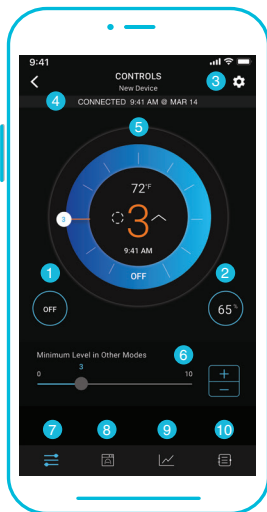 9:41
CONTROLS
New Device
3
4 CONNECTED 9:41 AM @ MAR 14
5
72°F
3
3
9:41 AM
OFF
1
2
OFF
65%
Minimum Level in Other Modes
6
3
0
10
+
−
7
8
9
10